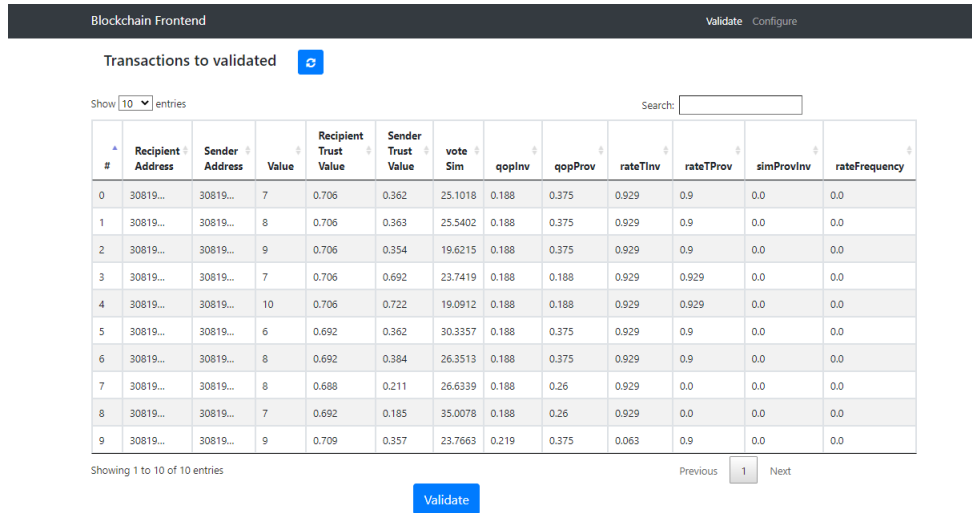 Blockchain Frontend Validate Configure
Transactions to validated
Show 10 entries Search:
# Recipient Address Sender Address Value Recipient Trust Value Sender Trust Value vote Sim qopInv qopProv rateTInv rateTProv simProvInv rateFrequency
0 30819... 30819... 7 0.706 0.362 25.1018 0.188 0.375 0.929 0.9 0.0 0.0
1 30819... 30819... 8 0.706 0.363 25.5402 0.188 0.375 0.929 0.9 0.0 0.0
2 30819... 30819... 9 0.706 0.354 19.6215 0.188 0.375 0.929 0.9 0.0 0.0
3 30819... 30819... 7 0.706 0.692 23.7419 0.188 0.188 0.929 0.929 0.0 0.0
4 30819... 30819... 10 0.706 0.722 19.0912 0.188 0.188 0.929 0.929 0.0 0.0
5 30819... 30819... 6 0.692 0.362 30.3357 0.188 0.375 0.929 0.9 0.0 0.0
6 30819... 30819... 8 0.692 0.384 26.3513 0.188 0.375 0.929 0.9 0.0 0.0
7 30819... 30819... 8 0.688 0.211 26.6339 0.188 0.26 0.929 0.0 0.0 0.0
8 30819... 30819... 7 0.692 0.185 35.0078 0.188 0.26 0.929 0.0 0.0 0.0
9 30819... 30819... 9 0.709 0.357 23.7663 0.219 0.375 0.063 0.9 0.0 0.0
Showing 1 to 10 of 10 entries Previous 1 Next
Validate